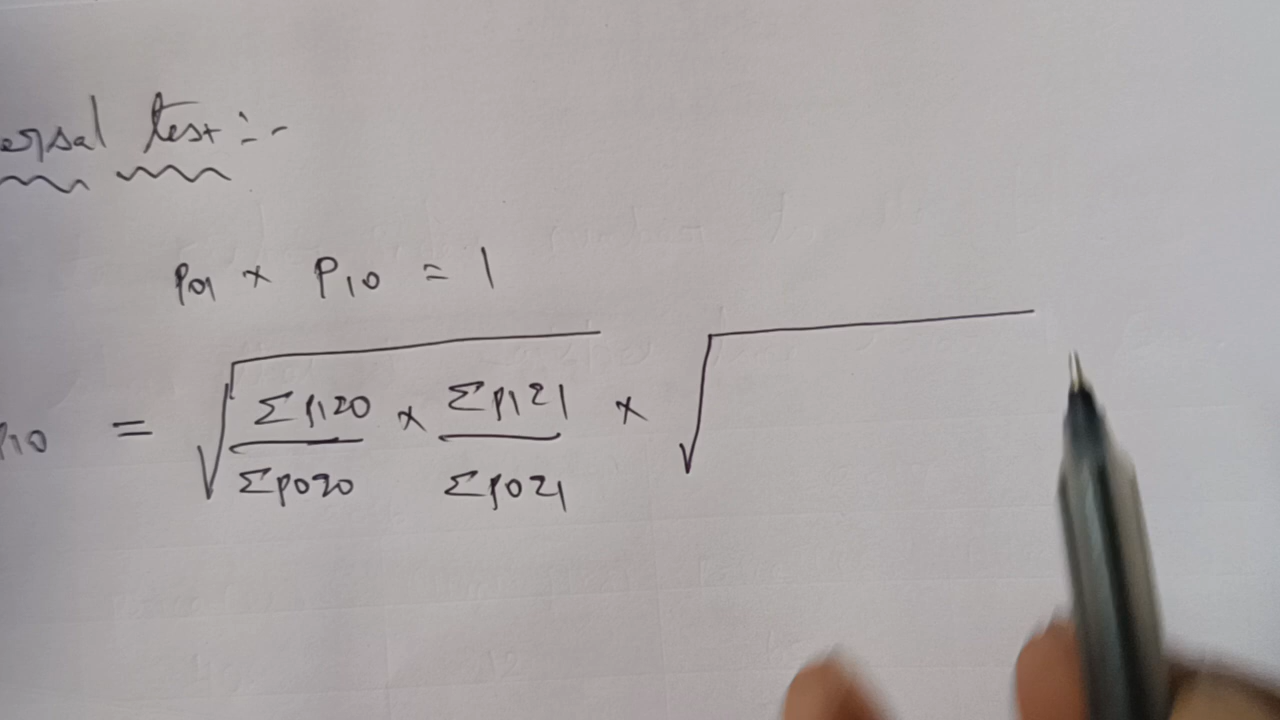 ersal test :-
P01 × P10 = 1
P10 = √ Σp1q0 / Σp0q0 × Σp1q1 / Σp0q1 × √